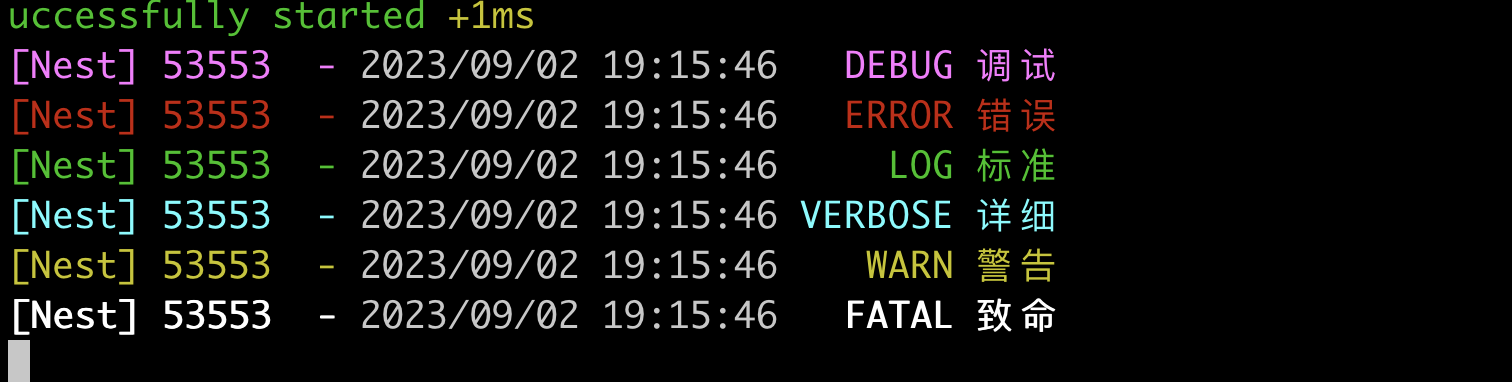 uccessfully started +1ms
[Nest] 53553  - 2023/09/02 19:15:46   DEBUG 调试
[Nest] 53553  - 2023/09/02 19:15:46   ERROR 错误
[Nest] 53553  - 2023/09/02 19:15:46     LOG 标准
[Nest] 53553  - 2023/09/02 19:15:46 VERBOSE 详细
[Nest] 53553  - 2023/09/02 19:15:46    WARN 警告
[Nest] 53553  - 2023/09/02 19:15:46   FATAL 致命